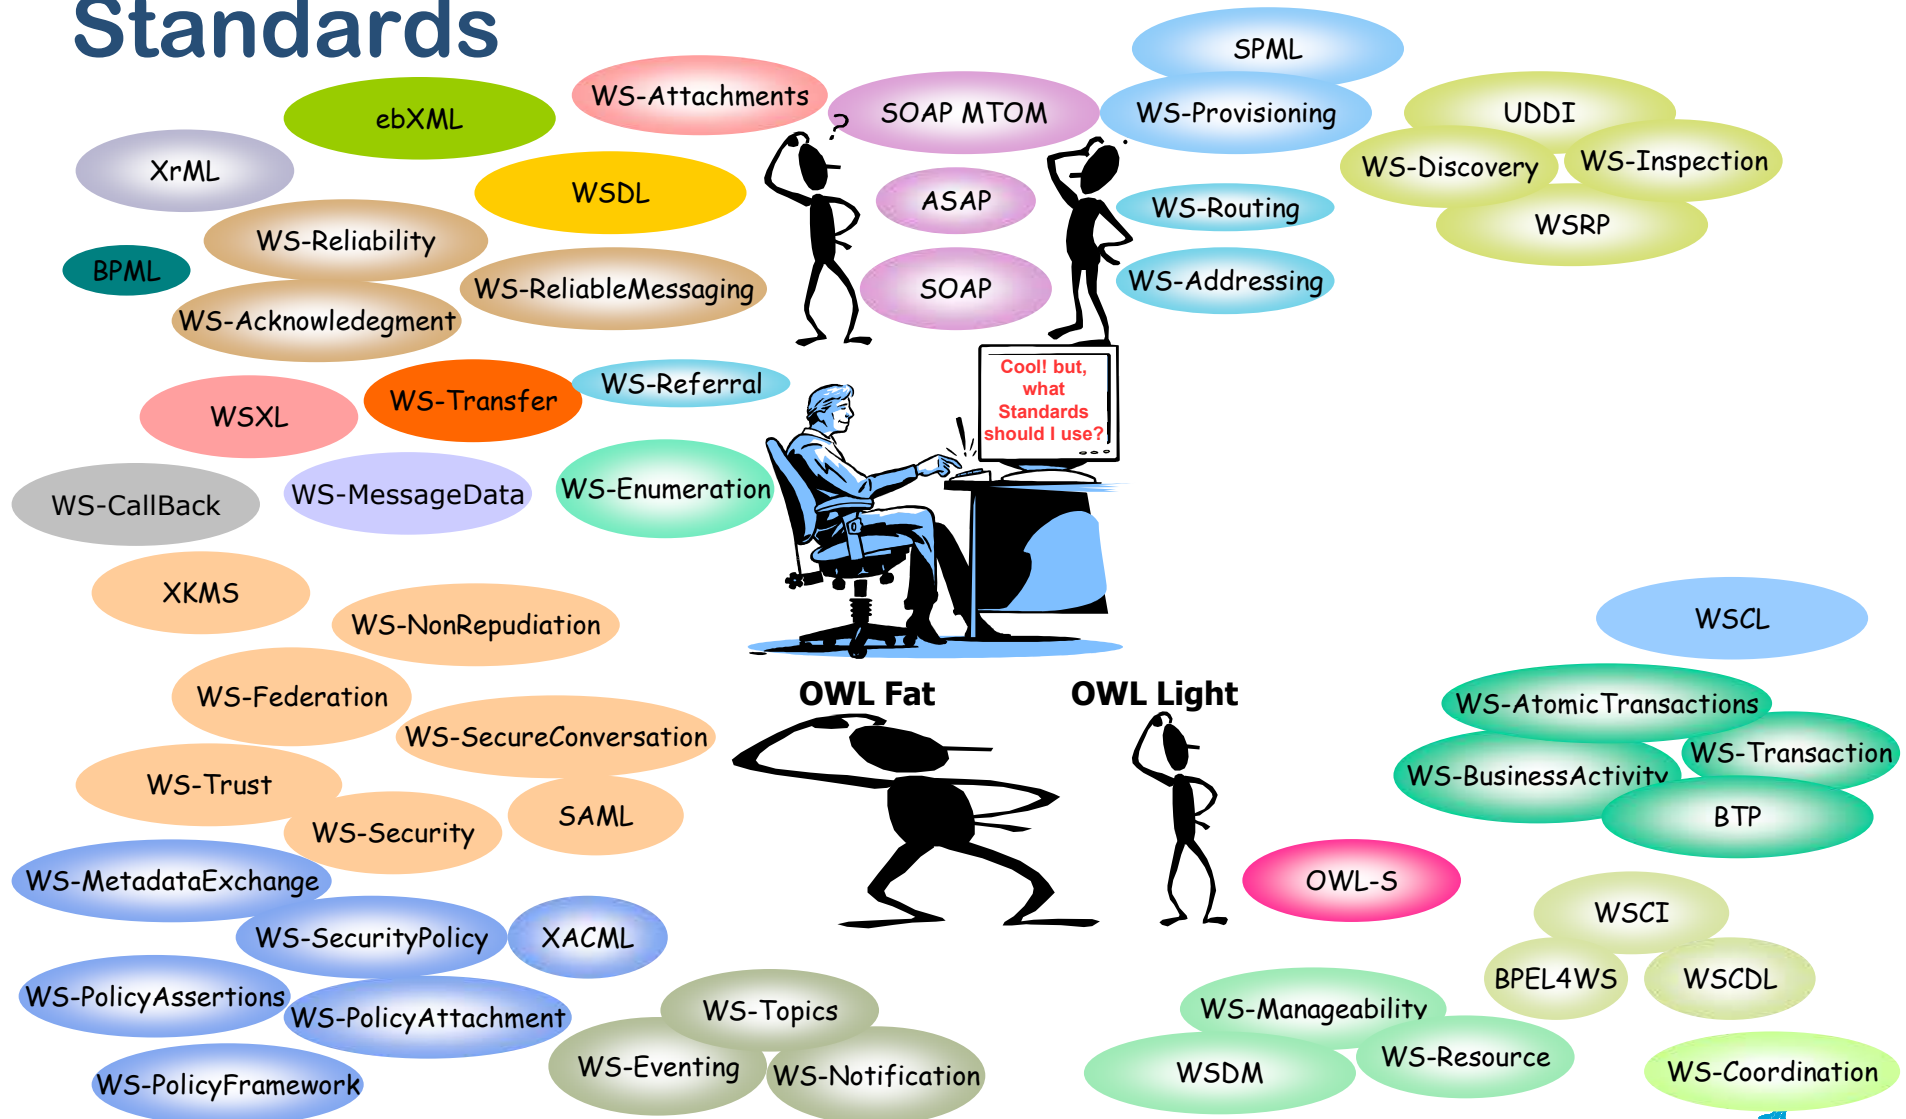 Standards
SPML
WS-Attachments
ebXML
SOAP MTOM
WS-Provisioning
UDDI
XrML
WSDL
WS-Discovery
WS-Inspection
ASAP
WS-Routing
WSRP
WS-Reliability
BPML
WS-ReliableMessaging
SOAP
WS-Addressing
WS-Acknowledegment
WS-Referral
WS-Transfer
WSXL
Cool! but,
what
Standards
should I use?
WS-CallBack
WS-MessageData
WS-Enumeration
XKMS
WS-NonRepudiation
WSCL
WS-Federation
OWL Fat
OWL Light
WS-AtomicTransactions
WS-SecureConversation
WS-Transaction
WS-BusinessActivity
WS-Trust
WS-Security
SAML
BTP
WS-MetadataExchange
OWL-S
WSCI
WS-SecurityPolicy
XACML
BPEL4WS
WSCDL
WS-PolicyAssertions
WS-PolicyAttachment
WS-Topics
WS-Manageability
WS-Eventing
WS-Notification
WSDM
WS-Resource
WS-Coordination
WS-PolicyFramework